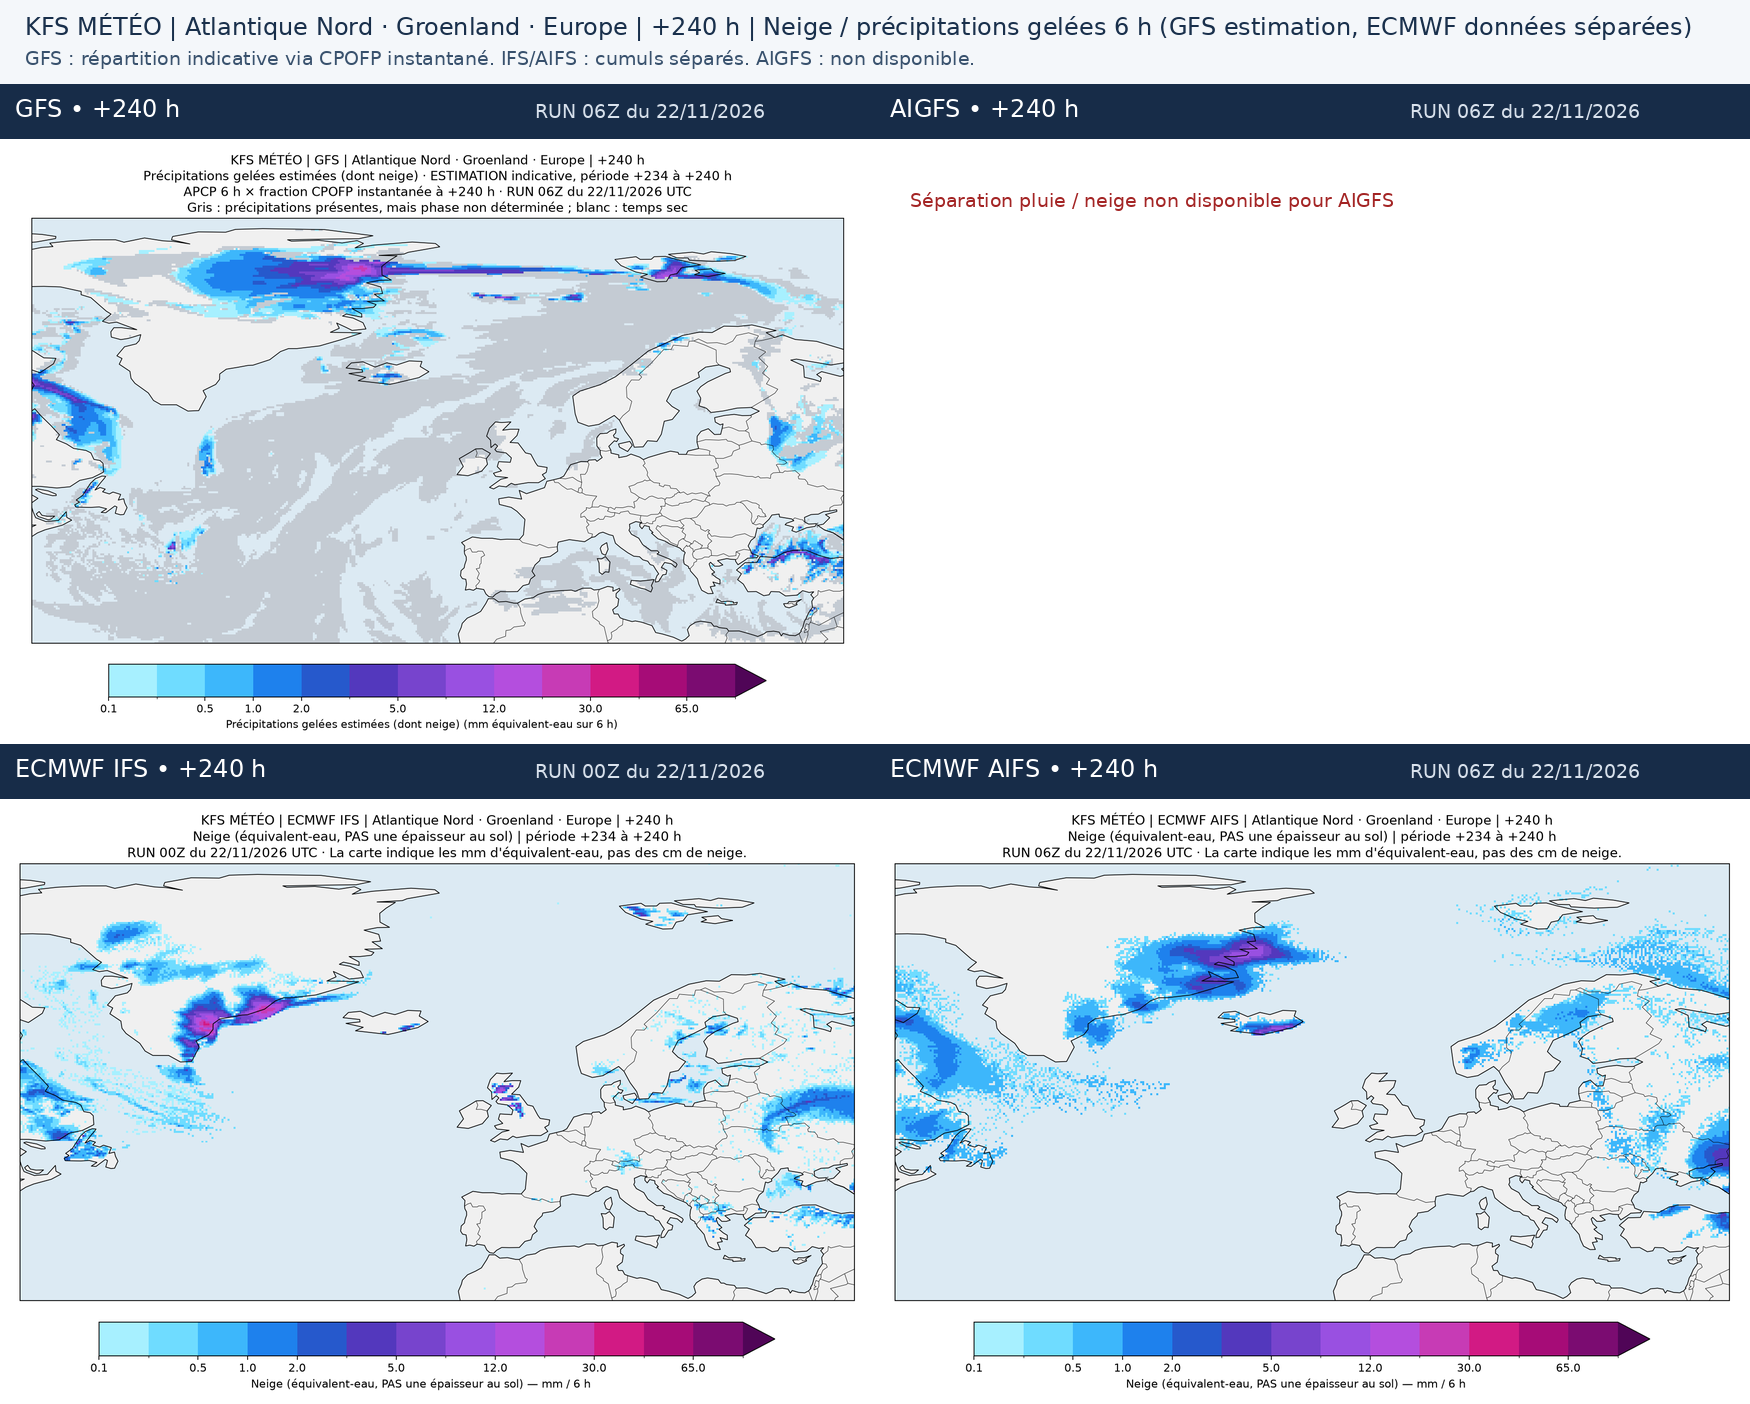 KFS MÉTÉO | Atlantique Nord · Groenland · Europe | +240 h | Neige / précipitations gelées 6 h (GFS estimation, ECMWF données séparées)
GFS : répartition indicative via CPOFP instantané. IFS/AIFS : cumuls séparés. AIGFS : non disponible.
GFS • +240 h
RUN 06Z du 22/11/2026
KFS MÉTÉO | GFS | Atlantique Nord · Groenland · Europe | +240 h
Précipitations gelées estimées (dont neige) · ESTIMATION indicative, période +234 à +240 h
APCP 6 h × fraction CPOFP instantanée à +240 h · RUN 06Z du 22/11/2026 UTC
Gris : précipitations présentes, mais phase non déterminée ; blanc : temps sec
0.1 0.5 1.0 2.0 5.0 12.0 30.0 65.0
Précipitations gelées estimées (dont neige) (mm équivalent-eau sur 6 h)
AIGFS • +240 h
RUN 06Z du 22/11/2026
Séparation pluie / neige non disponible pour AIGFS
ECMWF IFS • +240 h
RUN 00Z du 22/11/2026
KFS MÉTÉO | ECMWF IFS | Atlantique Nord · Groenland · Europe | +240 h
Neige (équivalent-eau, PAS une épaisseur au sol) | période +234 à +240 h
RUN 00Z du 22/11/2026 UTC · La carte indique les mm d'équivalent-eau, pas des cm de neige.
0.1 0.5 1.0 2.0 5.0 12.0 30.0 65.0
Neige (équivalent-eau, PAS une épaisseur au sol) — mm / 6 h
ECMWF AIFS • +240 h
RUN 06Z du 22/11/2026
KFS MÉTÉO | ECMWF AIFS | Atlantique Nord · Groenland · Europe | +240 h
Neige (équivalent-eau, PAS une épaisseur au sol) | période +234 à +240 h
RUN 06Z du 22/11/2026 UTC · La carte indique les mm d'équivalent-eau, pas des cm de neige.
0.1 0.5 1.0 2.0 5.0 12.0 30.0 65.0
Neige (équivalent-eau, PAS une épaisseur au sol) — mm / 6 h